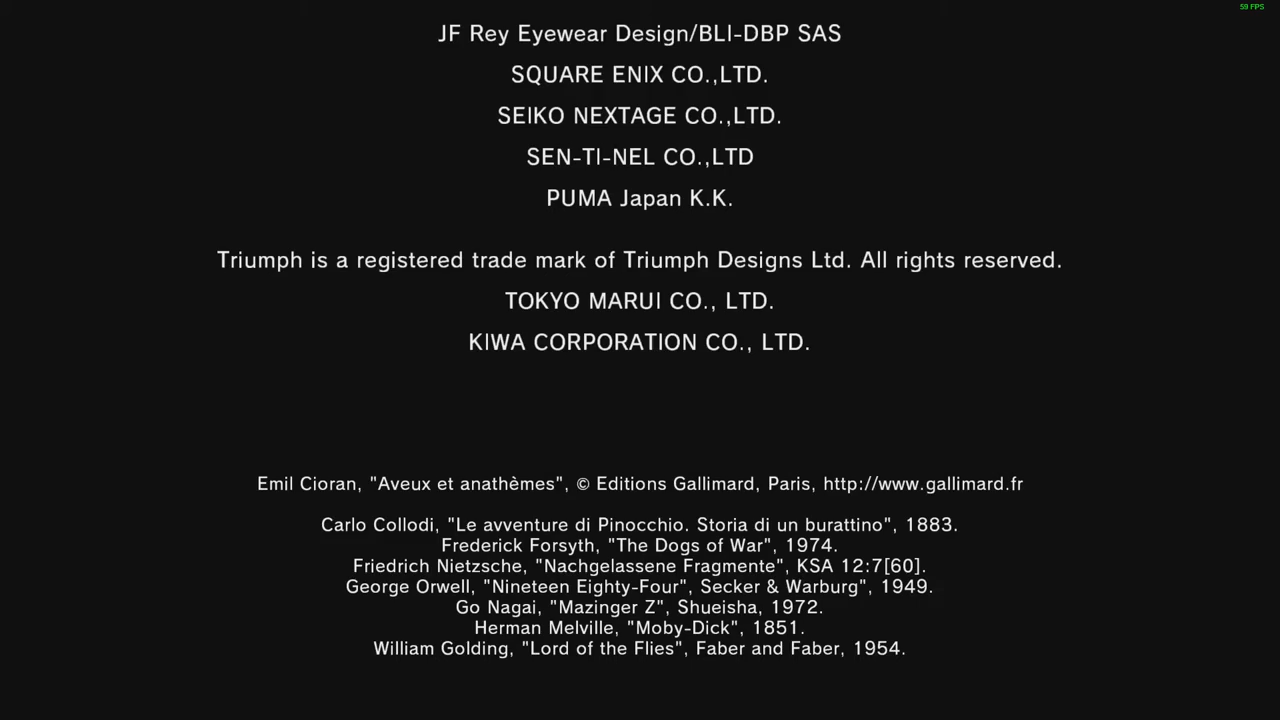 59 FPS
JF Rey Eyewear Design/BLI-DBP SAS
SQUARE ENIX CO.,LTD.
SEIKO NEXTAGE CO.,LTD.
SEN-TI-NEL CO.,LTD
PUMA Japan K.K.
Triumph is a registered trade mark of Triumph Designs Ltd. All rights reserved.
TOKYO MARUI CO., LTD.
KIWA CORPORATION CO., LTD.
Emil Cioran, "Aveux et anathèmes", © Editions Gallimard, Paris, http://www.gallimard.fr
Carlo Collodi, "Le avventure di Pinocchio. Storia di un burattino", 1883.
Frederick Forsyth, "The Dogs of War", 1974.
Friedrich Nietzsche, "Nachgelassene Fragmente", KSA 12:7[60].
George Orwell, "Nineteen Eighty-Four", Secker & Warburg", 1949.
Go Nagai, "Mazinger Z", Shueisha, 1972.
Herman Melville, "Moby-Dick", 1851.
William Golding, "Lord of the Flies", Faber and Faber, 1954.